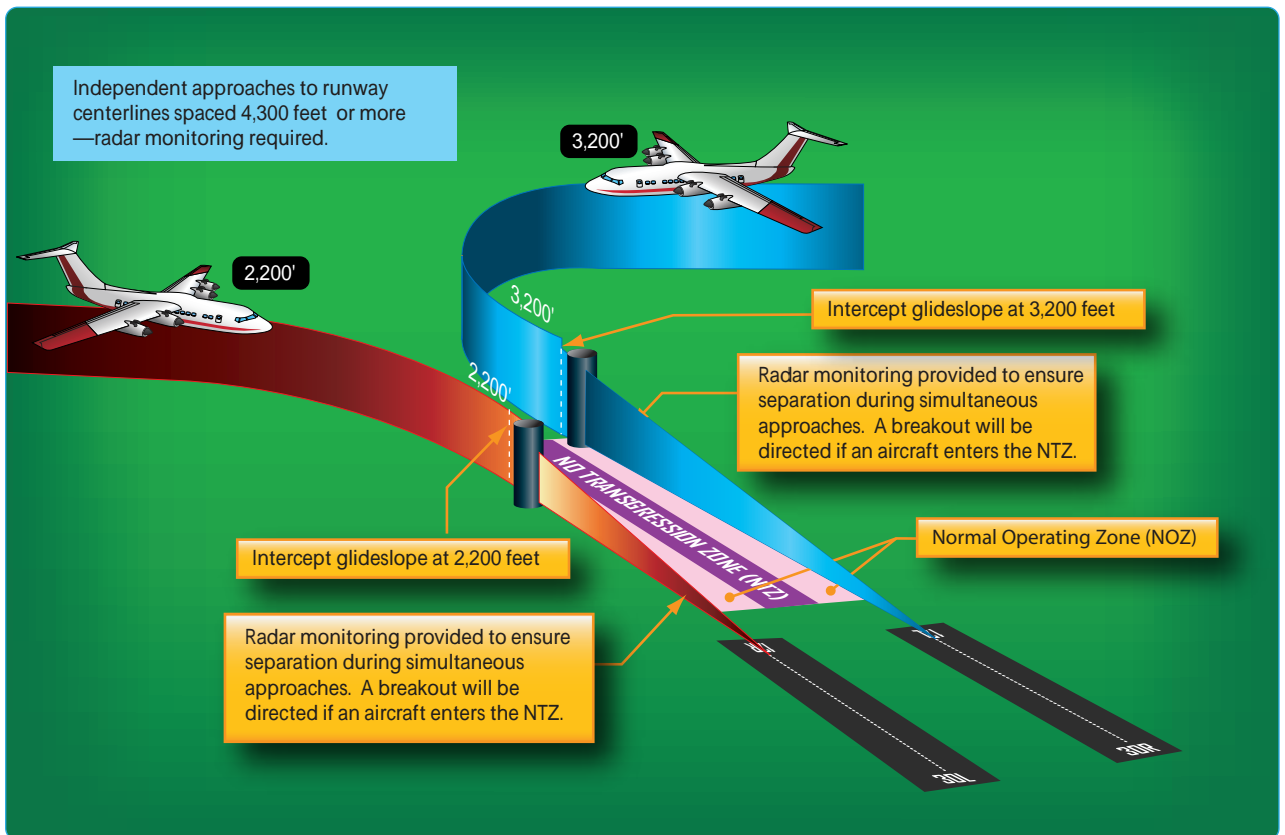 Independent approaches to runway
centerlines spaced 4,300 feet or more
—radar monitoring required.
3,200'
2,200'
3,200'
Intercept glideslope at 3,200 feet
2,200'
Radar monitoring provided to ensure
separation during simultaneous
approaches. A breakout will be
directed if an aircraft enters the NTZ.
NO TRANSGRESSION ZONE (NTZ)
Normal Operating Zone (NOZ)
Intercept glideslope at 2,200 feet
Radar monitoring provided to ensure
separation during simultaneous
approaches. A breakout will be
directed if an aircraft enters the NTZ.
30L
30R